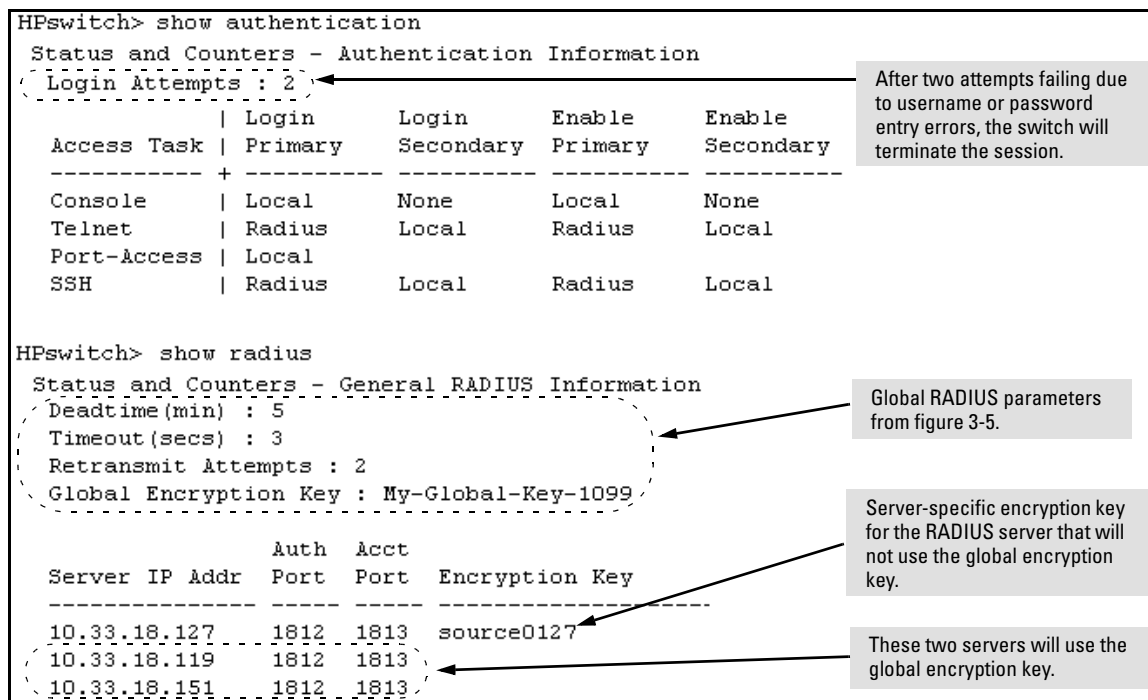 HPswitch> show authentication
Status and Counters - Authentication Information
Login Attempts : 2
After two attempts failing due
to username or password
entry errors, the switch will
terminate the session.
| Login Login Enable Enable
Access Task | Primary Secondary Primary Secondary
----------- + ---------- ---------- ---------- ----------
Console | Local None Local None
Telnet | Radius Local Radius Local
Port-Access | Local
SSH | Radius Local Radius Local
HPswitch> show radius
Status and Counters - General RADIUS Information
Deadtime(min) : 5
Timeout(secs) : 3
Retransmit Attempts : 2
Global Encryption Key : My-Global-Key-1099
Global RADIUS parameters
from figure 3-5.
Server-specific encryption key
for the RADIUS server that will
not use the global encryption
key.
Auth Acct
Server IP Addr Port Port Encryption Key
--------------- ----- ----- --------------------
10.33.18.127 1812 1813 source0127
10.33.18.119 1812 1813
10.33.18.151 1812 1813
These two servers will use the
global encryption key.